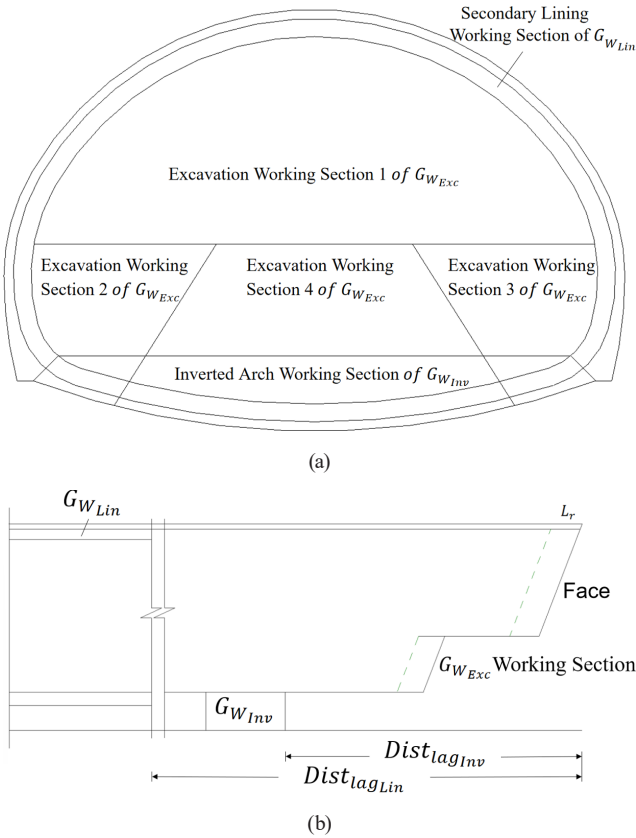 Secondary Lining
Working Section of G_{W_{Lin}}
Excavation Working Section 1 of G_{W_{Exc}}
Excavation Working
Section 2 of G_{W_{Exc}}
Excavation Working
Section 4 of G_{W_{Exc}}
Excavation Working
Section 3 of G_{W_{Exc}}
Inverted Arch Working Section of G_{W_{Inv}}
(a)
G_{W_{Lin}}
L_r
Face
G_{W_{Exc}} Working Section
G_{W_{Inv}}
Dist_{lag_{Inv}}
Dist_{lag_{Lin}}
(b)